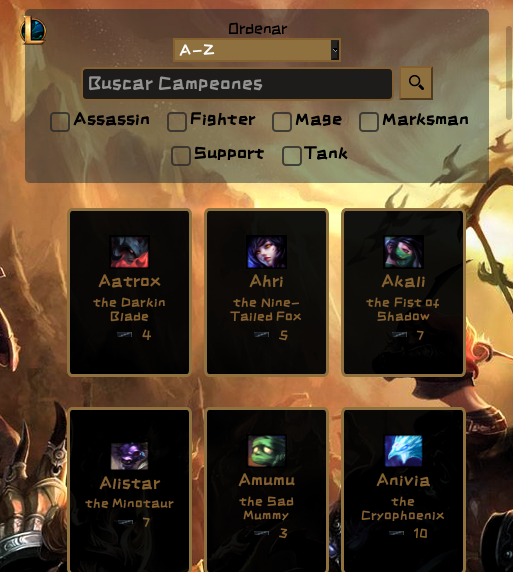 L
Ordenar
A-Z
Buscar Campeones
Assassin Fighter Mage Marksman
Support Tank
Aatrox
the Darkin
Blade
4
Ahri
the Nine-
Tailed Fox
5
Akali
the Fist of
Shadow
7
Alistar
the Minotaur
7
Amumu
the Sad
Mummy
3
Anivia
the
Cryophoenix
10